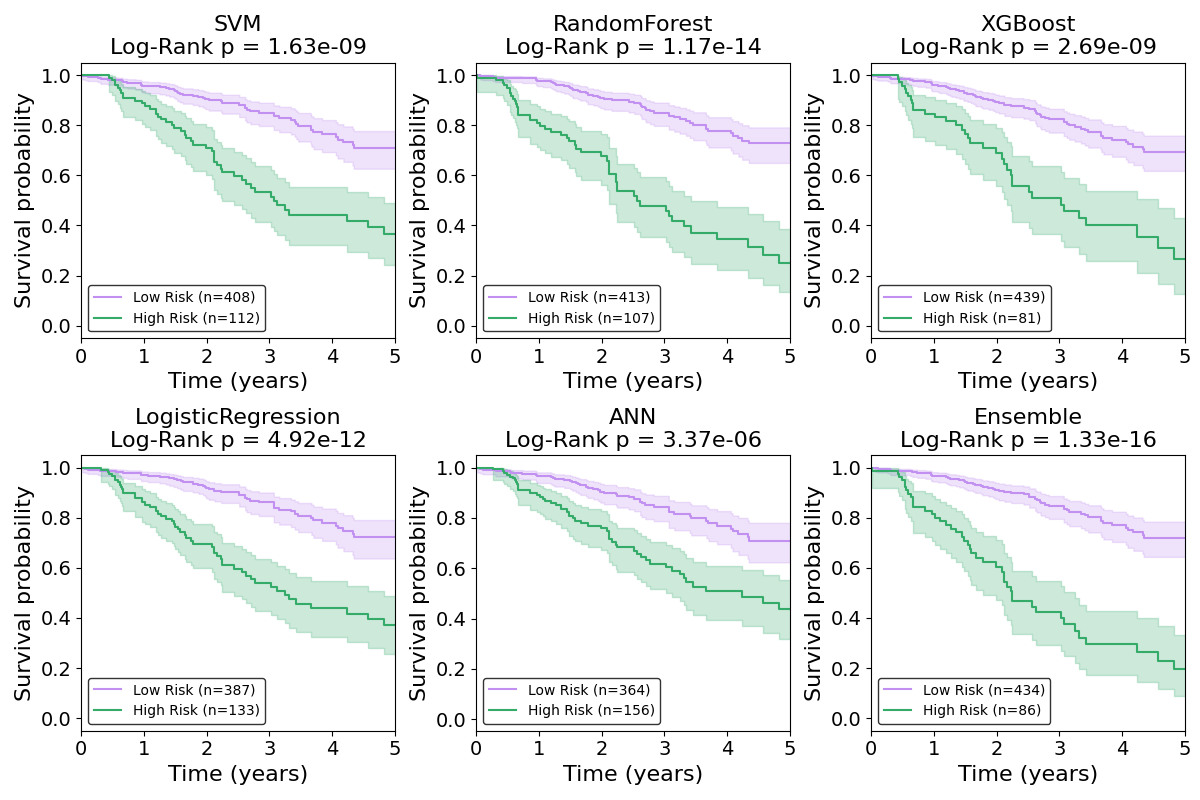 SVM
Log-Rank p = 1.63e-09
Survival probability
1.0
0.8
0.6
0.4
0.2
0.0
Low Risk (n=408)
High Risk (n=112)
0 1 2 3 4 5
Time (years)
RandomForest
Log-Rank p = 1.17e-14
Survival probability
1.0
0.8
0.6
0.4
0.2
0.0
Low Risk (n=413)
High Risk (n=107)
0 1 2 3 4 5
Time (years)
XGBoost
Log-Rank p = 2.69e-09
Survival probability
1.0
0.8
0.6
0.4
0.2
0.0
Low Risk (n=439)
High Risk (n=81)
0 1 2 3 4 5
Time (years)
LogisticRegression
Log-Rank p = 4.92e-12
Survival probability
1.0
0.8
0.6
0.4
0.2
0.0
Low Risk (n=387)
High Risk (n=133)
0 1 2 3 4 5
Time (years)
ANN
Log-Rank p = 3.37e-06
Survival probability
1.0
0.8
0.6
0.4
0.2
0.0
Low Risk (n=364)
High Risk (n=156)
0 1 2 3 4 5
Time (years)
Ensemble
Log-Rank p = 1.33e-16
Survival probability
1.0
0.8
0.6
0.4
0.2
0.0
Low Risk (n=434)
High Risk (n=86)
0 1 2 3 4 5
Time (years)